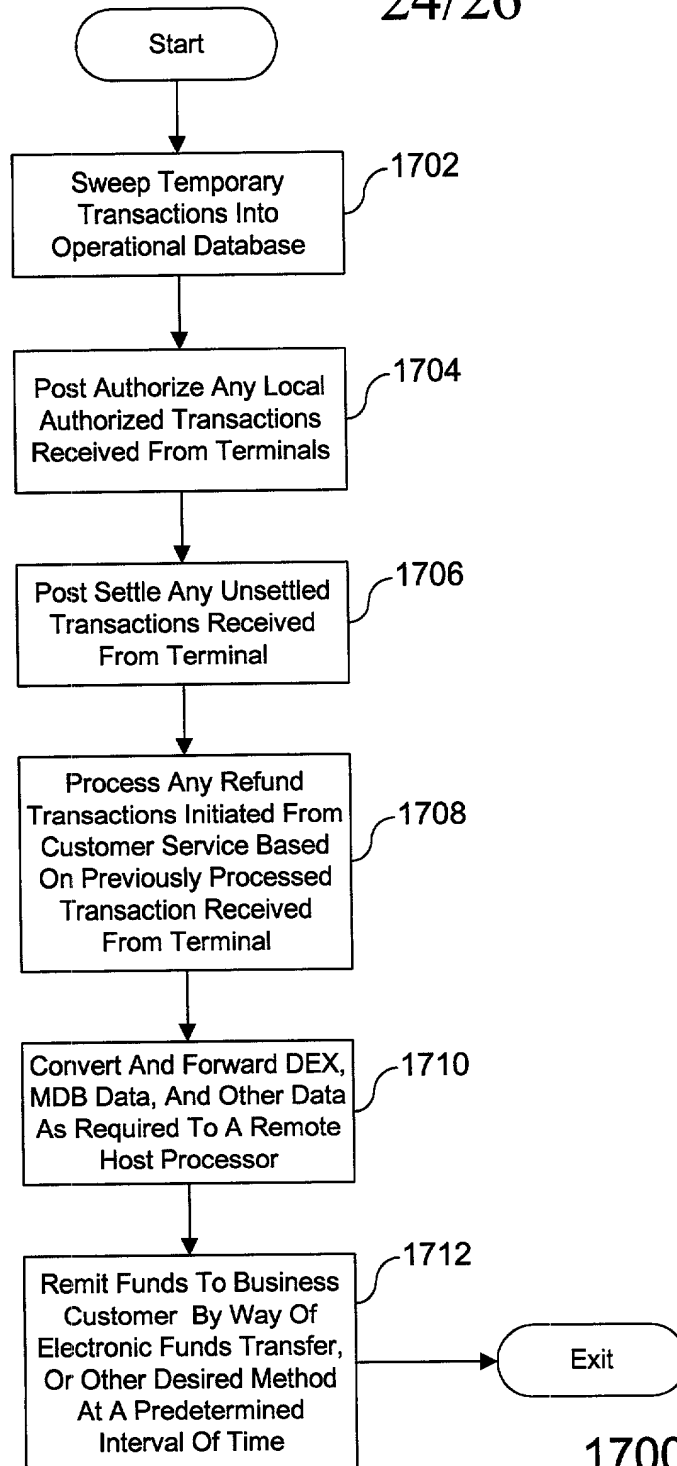 24/26
Start
Sweep Temporary
Transactions Into
Operational Database
1702
Post Authorize Any Local
Authorized Transactions
Received From Terminals
1704
Post Settle Any Unsettled
Transactions Received
From Terminal
1706
Process Any Refund
Transactions Initiated From
Customer Service Based
On Previously Processed
Transaction Received
From Terminal
1708
Convert And Forward DEX,
MDB Data, And Other Data
As Required To A Remote
Host Processor
1710
Remit Funds To Business
Customer By Way Of
Electronic Funds Transfer,
Or Other Desired Method
At A Predetermined
Interval Of Time
1712
Exit
1700